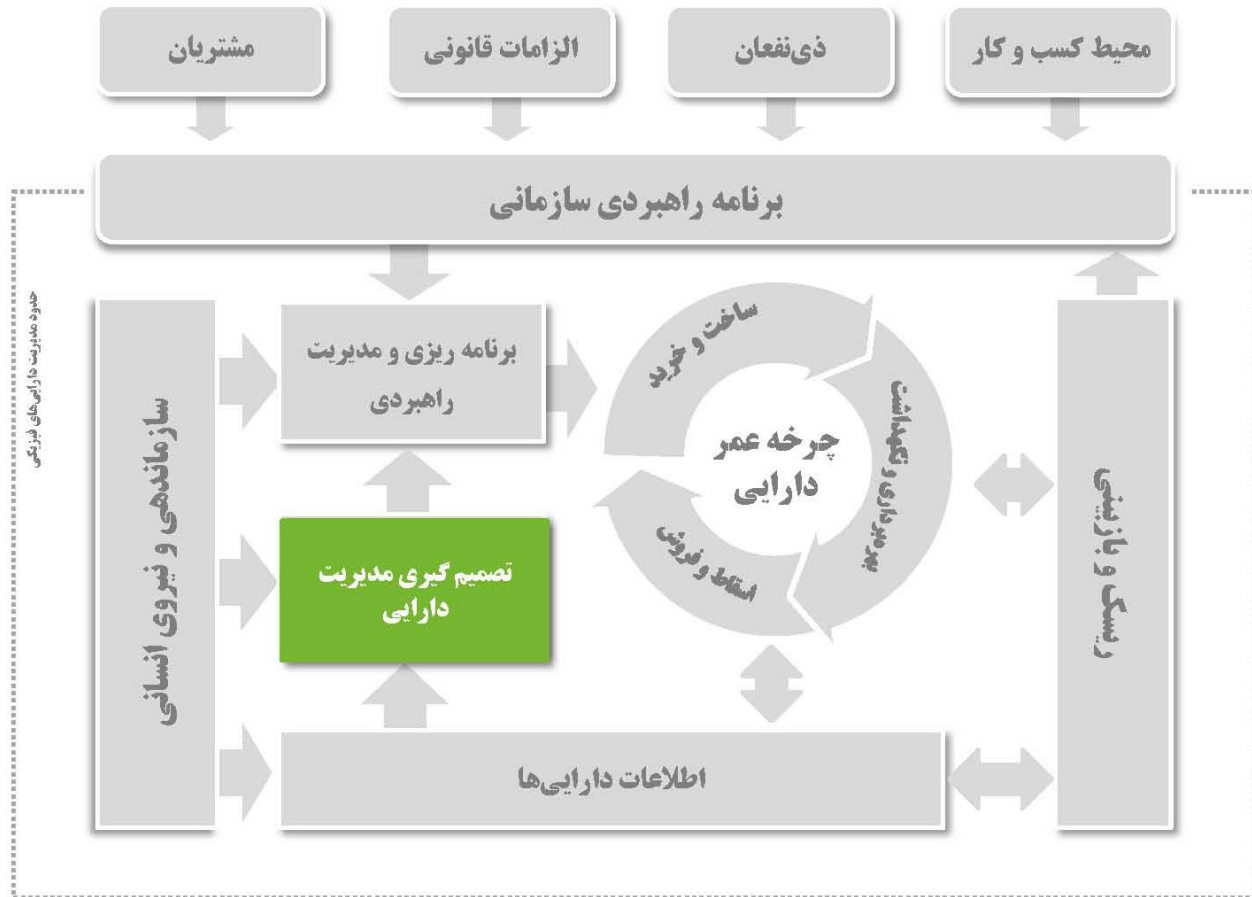 محیط کسب و کار
ذی‌نفعان
الزامات قانونی
مشتریان
برنامه راهبردی سازمانی
حدود مدیریت دارایی‌های فیزیکی
سازماندهی و نیروی انسانی
برنامه ریزی و مدیریت
راهبردی
تصمیم گیری مدیریت
دارایی
ساخت و خرید
بهره‌برداری و نگهداشت
اسقاط و فروش
چرخه عمر
دارایی
ریسک و بازبینی
اطلاعات دارایی‌ها